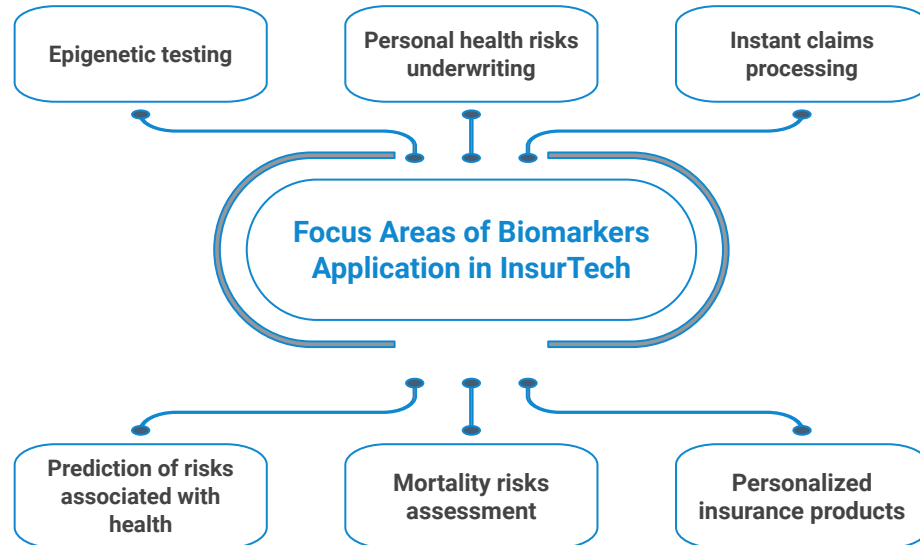 Epigenetic testing
Personal health risks
underwriting
Instant claims
processing
Focus Areas of Biomarkers
Application in InsurTech
Prediction of risks
associated with
health
Mortality risks
assessment
Personalized
insurance products